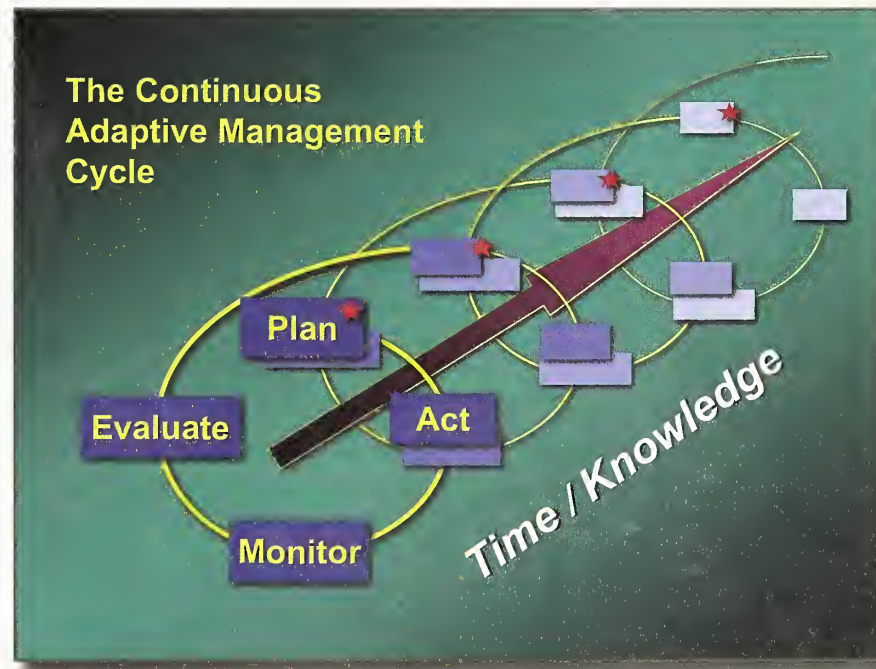 The Continuous
Adaptive Management
Cycle
Plan
Evaluate
Act
Monitor
Time / Knowledge